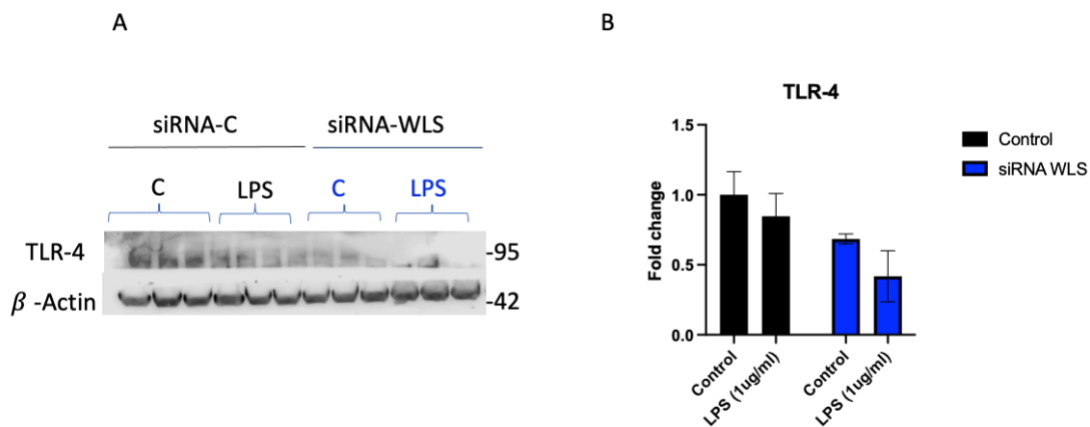 A
B
siRNA-C
siRNA-WLS
C
LPS
C
LPS
TLR-4
-95
β -Actin
-42
TLR-4
Control
siRNA WLS
Fold change
1.5
1.0
0.5
0.0
Control
LPS (1ug/ml)
Control
LPS (1ug/ml)